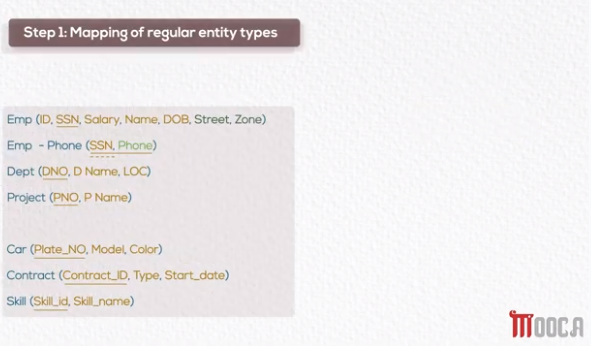 Step 1: Mapping of regular entity types
Emp (ID, SSN, Salary, Name, DOB, Street, Zone)
Emp - Phone (SSN, Phone)
Dept (DNO, D Name, LOC)
Project (PNO, P Name)
Car (Plate_NO, Model, Color)
Contract (Contract_ID, Type, Start_date)
Skill (Skill_id, Skill_name)
MOOCA